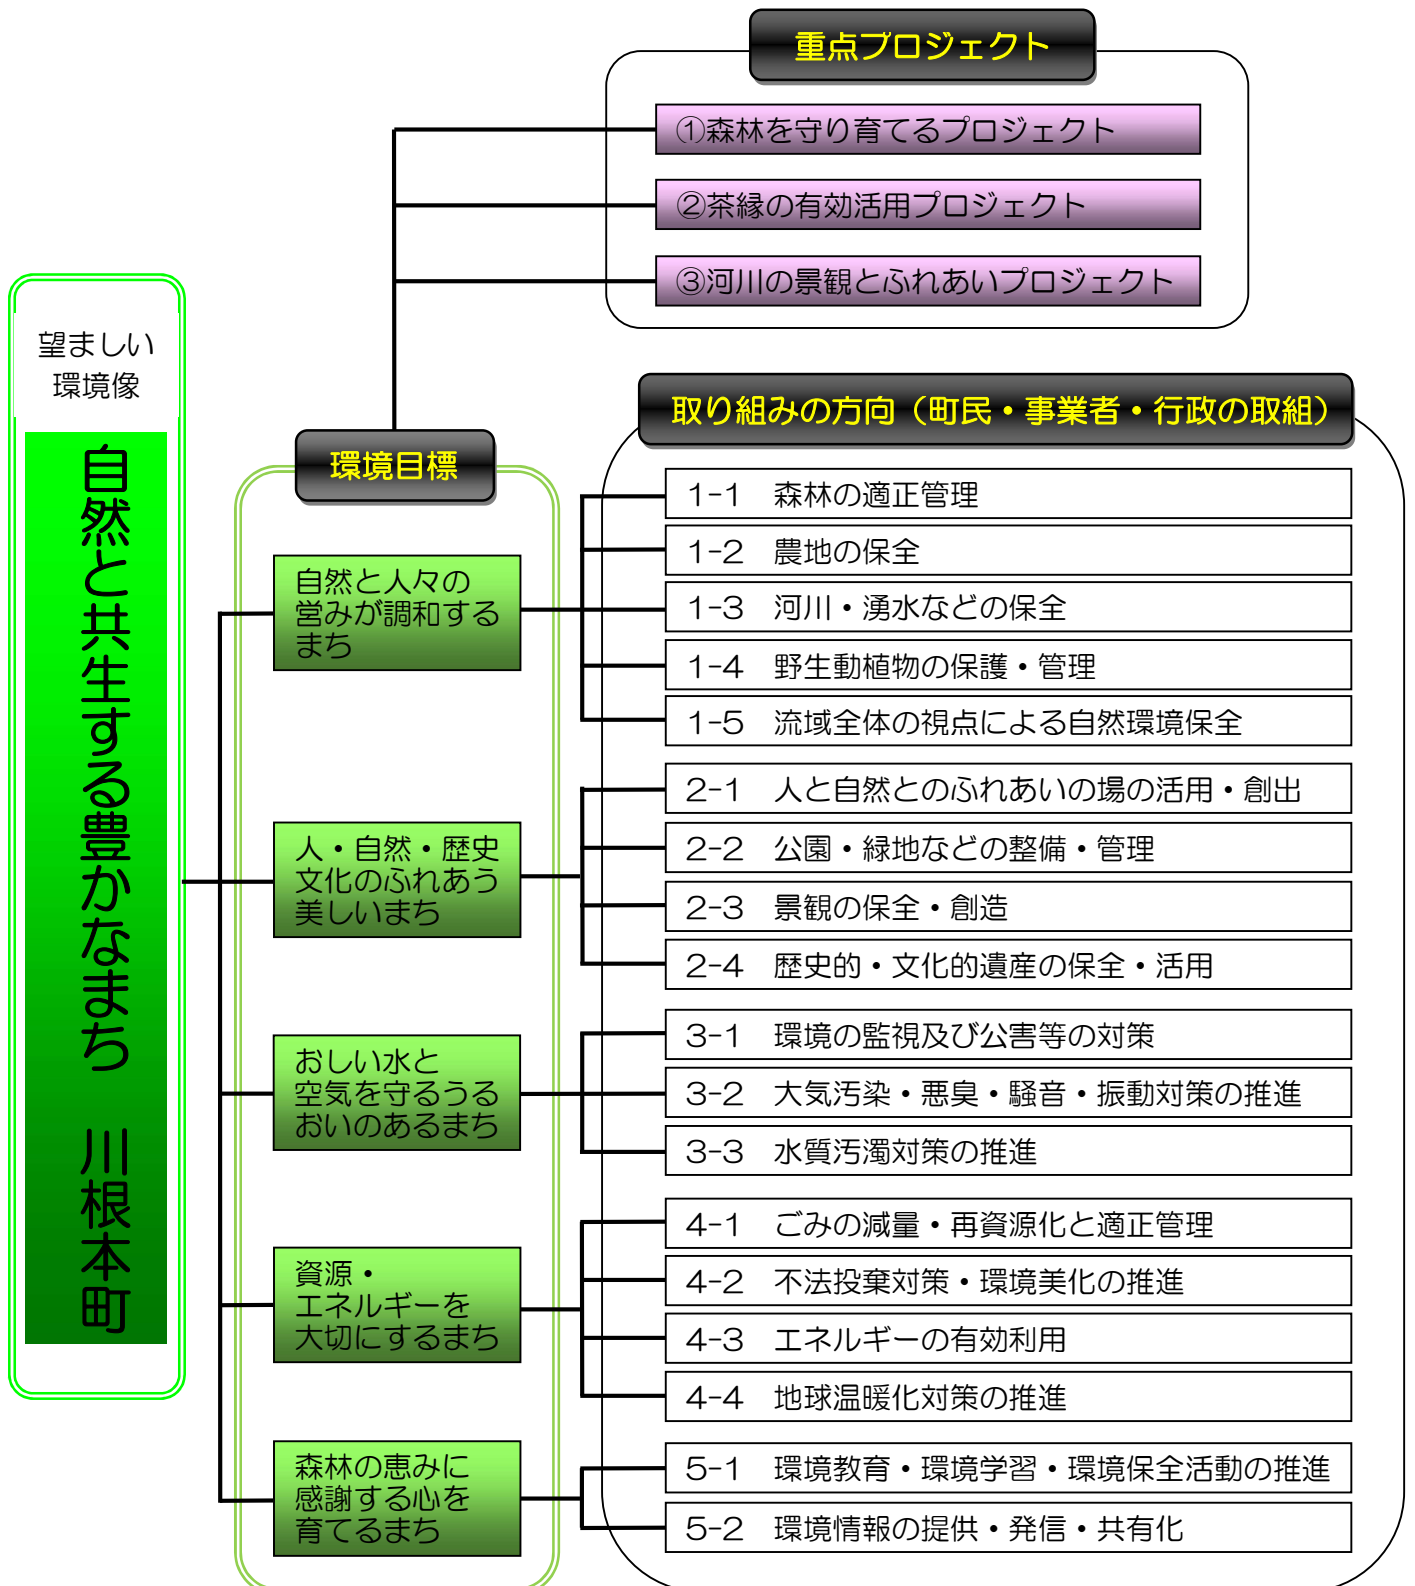 重点プロジェクト
①森林を守り育てるプロジェクト
②茶縁の有効活用プロジェクト
③河川の景観とふれあいプロジェクト
望ましい
環境像
自然と共生する豊かなまち　川根本町
環境目標
自然と人々の
営みが調和する
まち
人・自然・歴史
文化のふれあう
美しいまち
おしい水と
空気を守るうる
おいのあるまち
資源・
エネルギーを
大切にするまち
森林の恵みに
感謝する心を
育てるまち
取り組みの方向（町民・事業者・行政の取組）
1-1　森林の適正管理
1-2　農地の保全
1-3　河川・湧水などの保全
1-4　野生動植物の保護・管理
1-5　流域全体の視点による自然環境保全
2-1　人と自然とのふれあいの場の活用・創出
2-2　公園・緑地などの整備・管理
2-3　景観の保全・創造
2-4　歴史的・文化的遺産の保全・活用
3-1　環境の監視及び公害等の対策
3-2　大気汚染・悪臭・騒音・振動対策の推進
3-3　水質汚濁対策の推進
4-1　ごみの減量・再資源化と適正管理
4-2　不法投棄対策・環境美化の推進
4-3　エネルギーの有効利用
4-4　地球温暖化対策の推進
5-1　環境教育・環境学習・環境保全活動の推進
5-2　環境情報の提供・発信・共有化